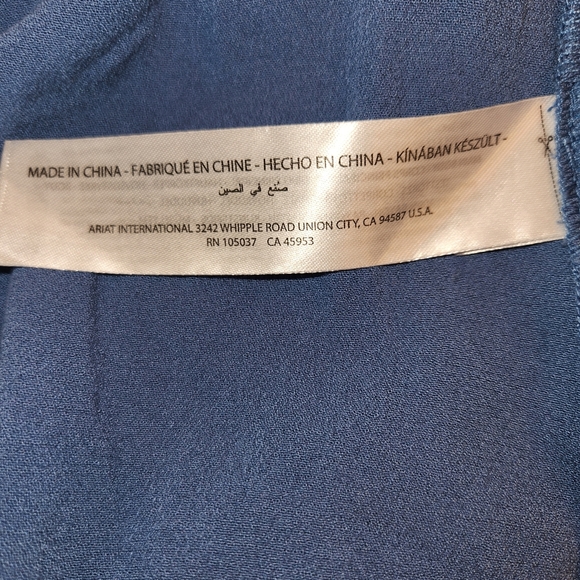 MADE IN CHINA - FABRIQUÉ EN CHINE - HECHO EN CHINA - KÍNÁBAN KÉSZÜLT -
صُنع في الصين
ARIAT INTERNATIONAL 3242 WHIPPLE ROAD UNION CITY, CA 94587 U.S.A.
RN 105037 CA 45953